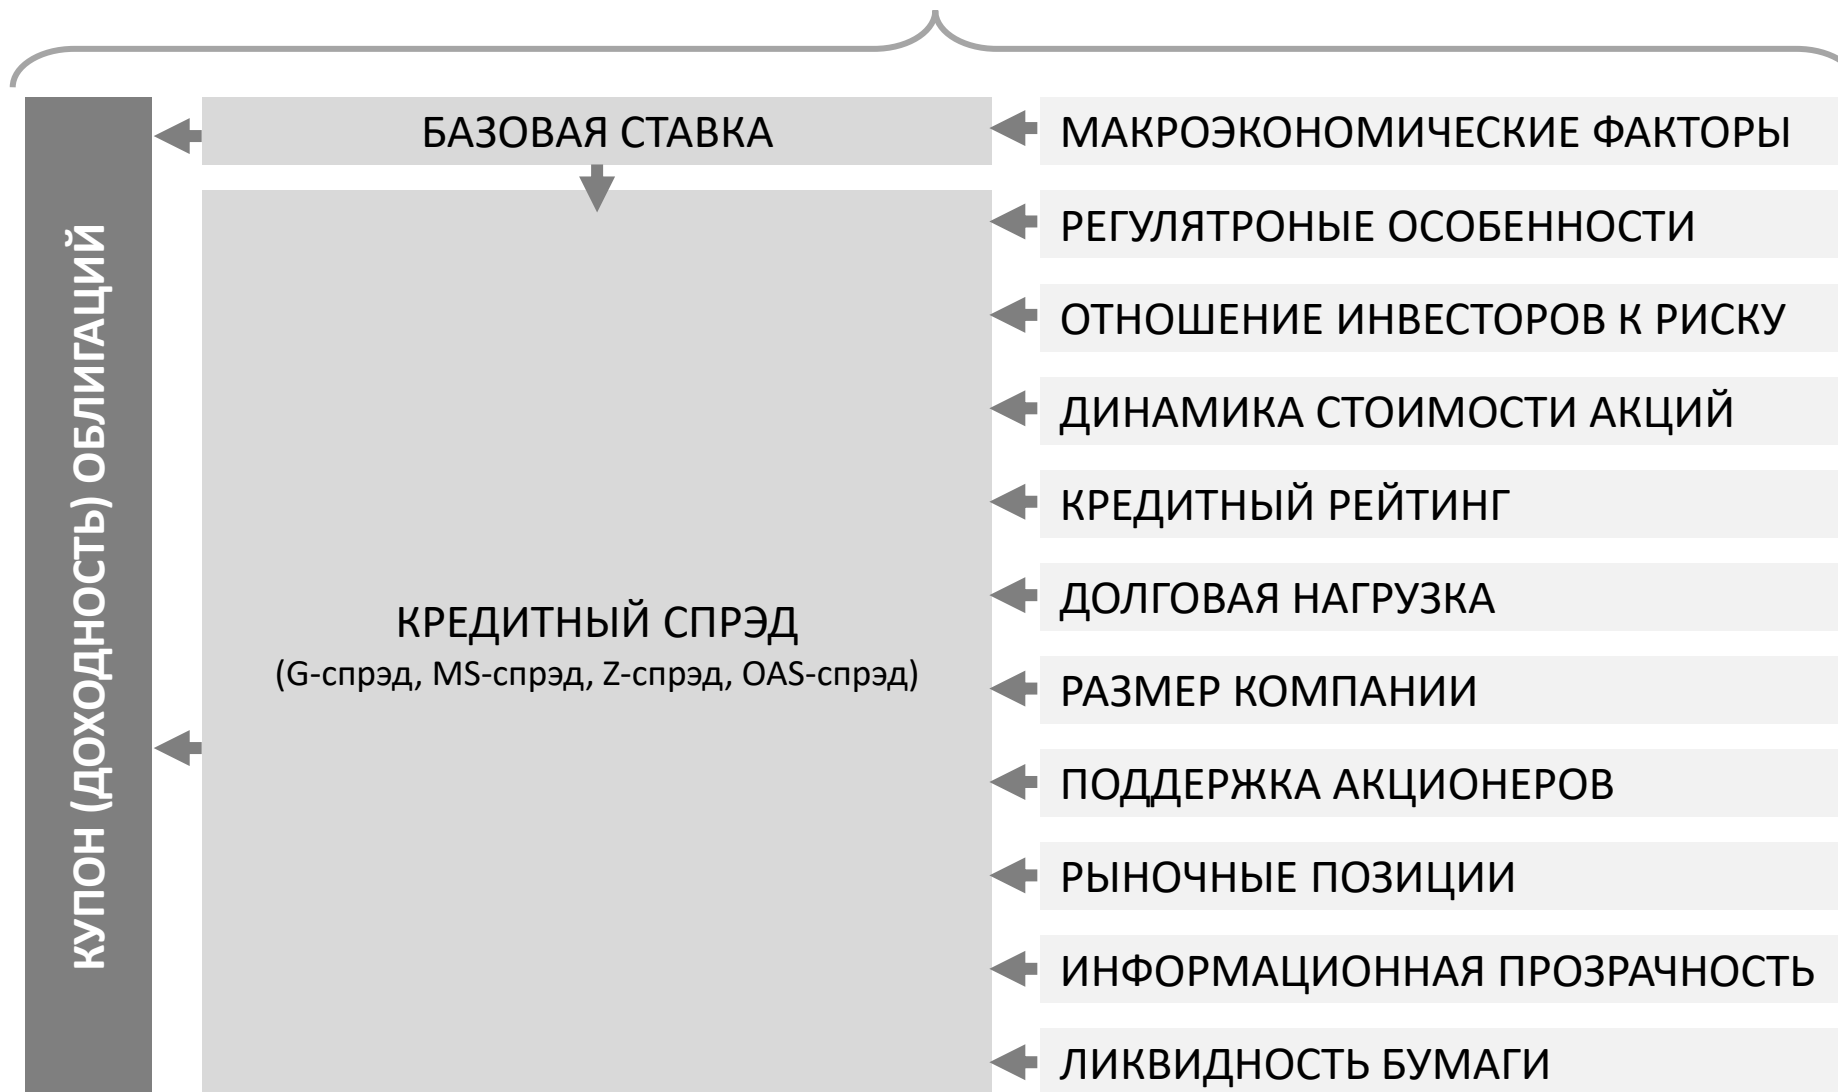 КУПОН (ДОХОДНОСТЬ) ОБЛИГАЦИЙ
БАЗОВАЯ СТАВКА
КРЕДИТНЫЙ СПРЭД
(G-спрэд, MS-спрэд, Z-спрэд, OAS-спрэд)
МАКРОЭКОНОМИЧЕСКИЕ ФАКТОРЫ
РЕГУЛЯТРОНЫЕ ОСОБЕННОСТИ
ОТНОШЕНИЕ ИНВЕСТОРОВ К РИСКУ
ДИНАМИКА СТОИМОСТИ АКЦИЙ
КРЕДИТНЫЙ РЕЙТИНГ
ДОЛГОВАЯ НАГРУЗКА
РАЗМЕР КОМПАНИИ
ПОДДЕРЖКА АКЦИОНЕРОВ
РЫНОЧНЫЕ ПОЗИЦИИ
ИНФОРМАЦИОННАЯ ПРОЗРАЧНОСТЬ
ЛИКВИДНОСТЬ БУМАГИ